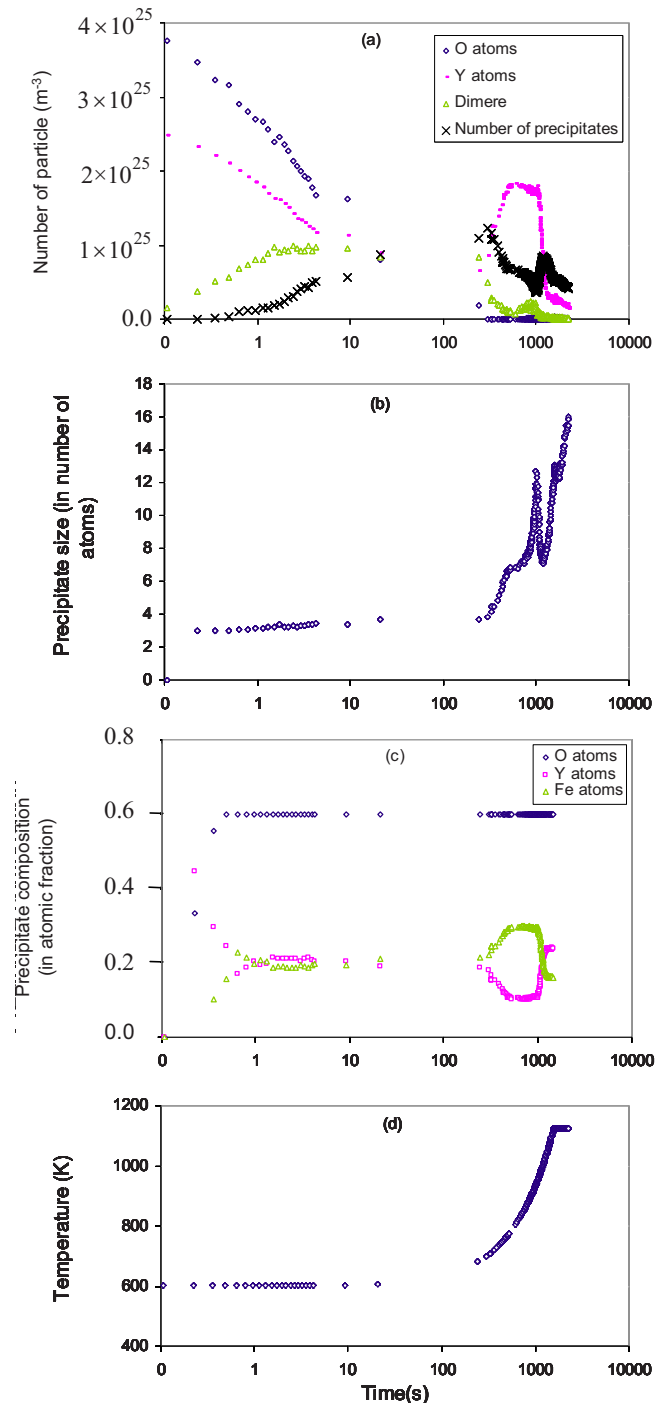 (a)
O atoms
Y atoms
Dimere
Number of precipitates
Number of particle (m-3)
4×10^25
3×10^25
2×10^25
1×10^25
0.0
0 1 10 100 1000 10000
(b)
Precipitate size (in number of
atoms)
18
16
14
12
10
8
6
4
2
0
0 1 10 100 1000 10000
(c)
O atoms
Y atoms
Fe atoms
Precipitate composition
(in atomic fraction)
0.8
0.6
0.4
0.2
0.0
0 1 10 100 1000 10000
(d)
Temperature (K)
1200
1000
800
600
400
0 1 10 100 1000 10000
Time(s)